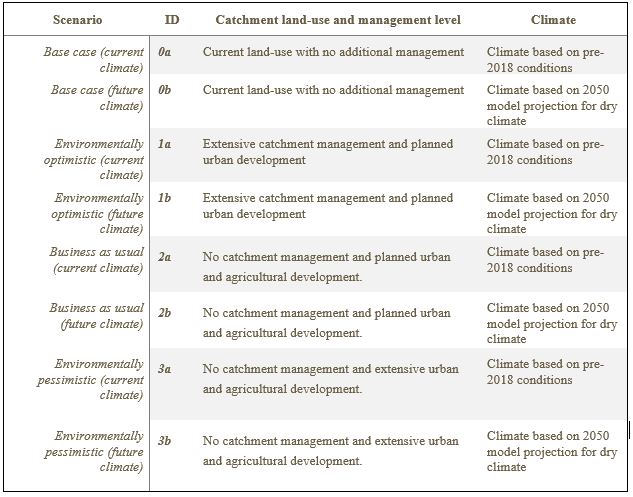 Scenario ID Catchment land-use and management level Climate
Base case (current 0a Current land-use with no additional management Climate based on pre-
climate) 2018 conditions
Base case (future 0b Current land-use with no additional management Climate based on 2050
climate) model projection for dry
climate
Environmentally 1a Extensive catchment management and planned Climate based on pre-
optimistic (current urban development 2018 conditions
climate)
Environmentally 1b Extensive catchment management and planned Climate based on 2050
optimistic (future urban development model projection for dry
climate) climate
Business as usual 2a No catchment management and planned urban Climate based on pre-
(current climate) and agricultural development. 2018 conditions
Business as usual 2b No catchment management and planned urban Climate based on 2050
(future climate) and agricultural development. model projection for dry
climate
Environmentally 3a No catchment management and extensive urban Climate based on pre-
pessimistic (current and agricultural development. 2018 conditions
climate)
Environmentally 3b No catchment management and extensive urban Climate based on 2050
pessimistic (future and agricultural development. model projection for dry
climate) climate